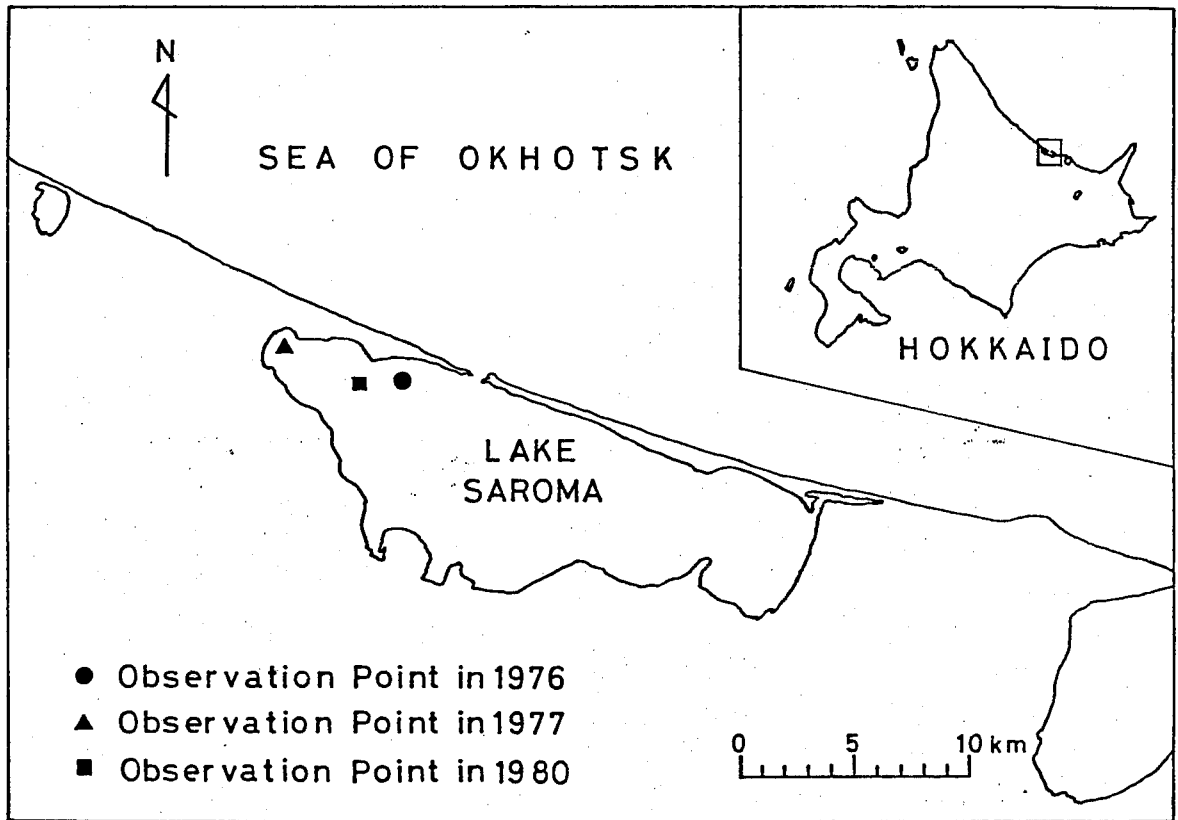 N
SEA OF OKHOTSK
HOKKAIDO
LAKE
SAROMA
Observation Point in 1976
Observation Point in 1977
Observation Point in 1980
0 5 10 km